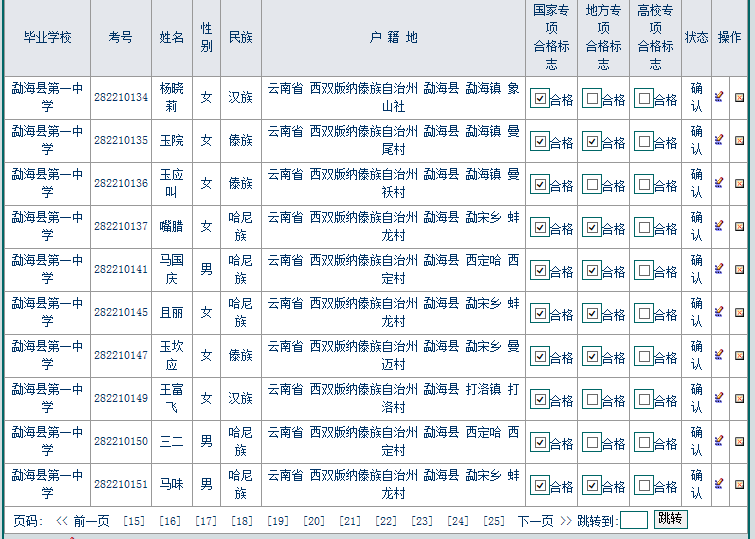 毕业学校 考号 姓名 性别 民族 户 籍 地 国家专项合格标志 地方专项合格标志 高校专项合格标志 状态 操作
勐海县第一中学 282210134 杨晓莉 女 汉族 云南省 西双版纳傣族自治州 勐海县 勐海镇 象山社 合格 合格 合格 确认
勐海县第一中学 282210135 玉院 女 傣族 云南省 西双版纳傣族自治州 勐海县 勐海镇 曼尾村 合格 合格 合格 确认
勐海县第一中学 282210136 玉应叫 女 傣族 云南省 西双版纳傣族自治州 勐海县 勐海镇 曼袄村 合格 合格 合格 确认
勐海县第一中学 282210137 嘴腊 女 哈尼族 云南省 西双版纳傣族自治州 勐海县 勐宋乡 蚌龙村 合格 合格 合格 确认
勐海县第一中学 282210141 马国庆 男 哈尼族 云南省 西双版纳傣族自治州 勐海县 西定哈 西定村 合格 合格 合格 确认
勐海县第一中学 282210145 且丽 女 哈尼族 云南省 西双版纳傣族自治州 勐海县 勐宋乡 蚌龙村 合格 合格 合格 确认
勐海县第一中学 282210147 玉坎应 女 傣族 云南省 西双版纳傣族自治州 勐海县 勐宋乡 曼迈村 合格 合格 合格 确认
勐海县第一中学 282210149 王富飞 女 汉族 云南省 西双版纳傣族自治州 勐海县 打洛镇 打洛村 合格 合格 合格 确认
勐海县第一中学 282210150 三二 男 哈尼族 云南省 西双版纳傣族自治州 勐海县 西定哈 西定村 合格 合格 合格 确认
勐海县第一中学 282210151 马味 男 哈尼族 云南省 西双版纳傣族自治州 勐海县 勐宋乡 蚌龙村 合格 合格 合格 确认
页码: << 前一页 [15] [16] [17] [18] [19] [20] [21] [22] [23] [24] [25] 下一页 >> 跳转到: 跳转